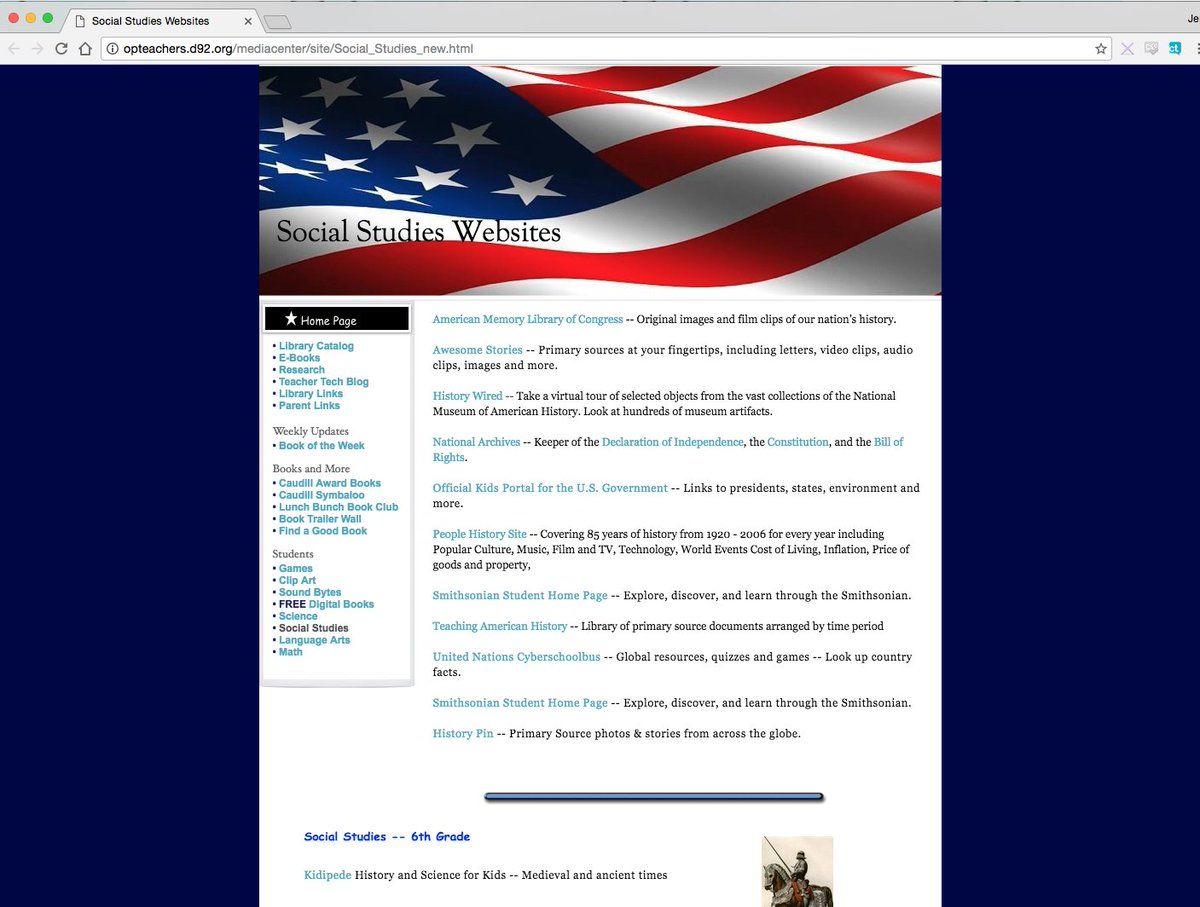 Social Studies Websites
Je
opteachers.d92.org/mediacenter/site/Social_Studies_new.html
Social Studies Websites
Home Page
• Library Catalog
• E-Books
• Research
• Teacher Tech Blog
• Library Links
• Parent Links
Weekly Updates
• Book of the Week
Books and More
• Caudill Award Books
• Caudill Symbaloo
• Lunch Bunch Book Club
• Book Trailer Wall
• Find a Good Book
Students
• Games
• Clip Art
• Sound Bytes
• FREE Digital Books
• Science
• Social Studies
• Language Arts
• Math
American Memory Library of Congress -- Original images and film clips of our nation's history.
Awesome Stories -- Primary sources at your fingertips, including letters, video clips, audio
clips, images and more.
History Wired -- Take a virtual tour of selected objects from the vast collections of the National
Museum of American History. Look at hundreds of museum artifacts.
National Archives -- Keeper of the Declaration of Independence, the Constitution, and the Bill of
Rights.
Official Kids Portal for the U.S. Government -- Links to presidents, states, environment and
more.
People History Site -- Covering 85 years of history from 1920 - 2006 for every year including
Popular Culture, Music, Film and TV, Technology, World Events Cost of Living, Inflation, Price of
goods and property,
Smithsonian Student Home Page -- Explore, discover, and learn through the Smithsonian.
Teaching American History -- Library of primary source documents arranged by time period
United Nations Cyberschoolbus -- Global resources, quizzes and games -- Look up country
facts.
Smithsonian Student Home Page -- Explore, discover, and learn through the Smithsonian.
History Pin -- Primary Source photos & stories from across the globe.
Social Studies -- 6th Grade
Kidipede History and Science for Kids -- Medieval and ancient times